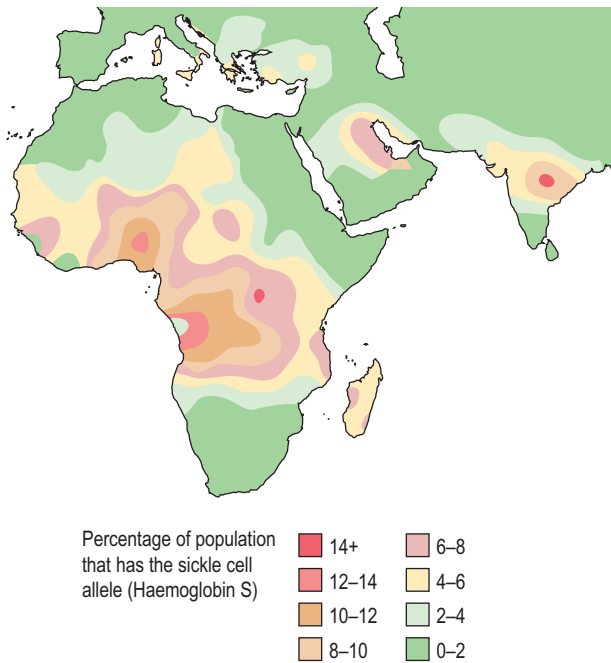 Percentage of population
that has the sickle cell
allele (Haemoglobin S)
14+
12–14
10–12
8–10
6–8
4–6
2–4
0–2